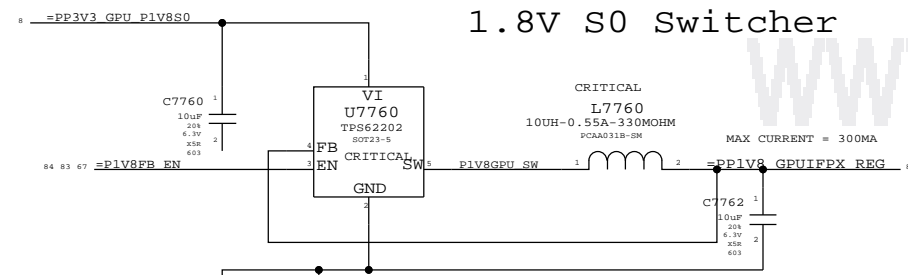 1.8V S0 Switcher
8 =PP3V3_GPU_P1V8S0
C7760
10uF
20%
6.3V
X5R
603
1
2
1
VI
U7760
TPS62202
SOT23-5
CRITICAL
4 FB
3 EN
SW 5
GND
2
84 83 67 =P1V8FB_EN
P1V8GPU_SW
CRITICAL
L7760
10UH-0.55A-330MOHM
PCAA031B-SM
1 2
MAX CURRENT = 300MA
=PP1V8_GPUIFPX_REG
C7762
10uF
20%
6.3V
X5R
603
1
2